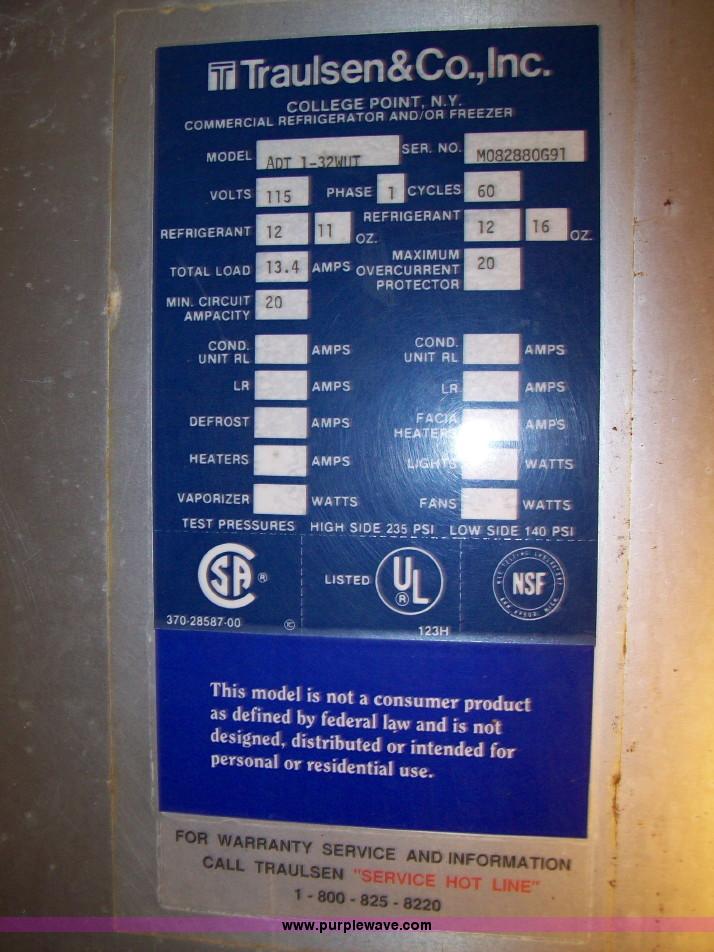 Traulsen&Co.,Inc.
COLLEGE POINT, N.Y.
COMMERCIAL REFRIGERATOR AND/OR FREEZER
MODEL ADT 1-32WUT SER. NO. M082880G91
VOLTS 115 PHASE 1 CYCLES 60
REFRIGERANT 12 11 OZ. REFRIGERANT 12 16 OZ.
TOTAL LOAD 13.4 AMPS MAXIMUM OVERCURRENT PROTECTOR 20
MIN. CIRCUIT AMPACITY 20
COND. UNIT RL AMPS COND. UNIT RL AMPS
LR AMPS LR AMPS
DEFROST AMPS FACIA HEATERS AMPS
HEATERS AMPS LIGHTS WATTS
VAPORIZER WATTS FANS WATTS
TEST PRESSURES HIGH SIDE 235 PSI LOW SIDE 140 PSI
SA ® LISTED UL ® NSF
370-28587-00 123H
This model is not a consumer product
as defined by federal law and is not
designed, distributed or intended for
personal or residential use.
FOR WARRANTY SERVICE AND INFORMATION
CALL TRAULSEN "SERVICE HOT LINE"
1 - 800 - 825 - 8220
www.purplewave.com